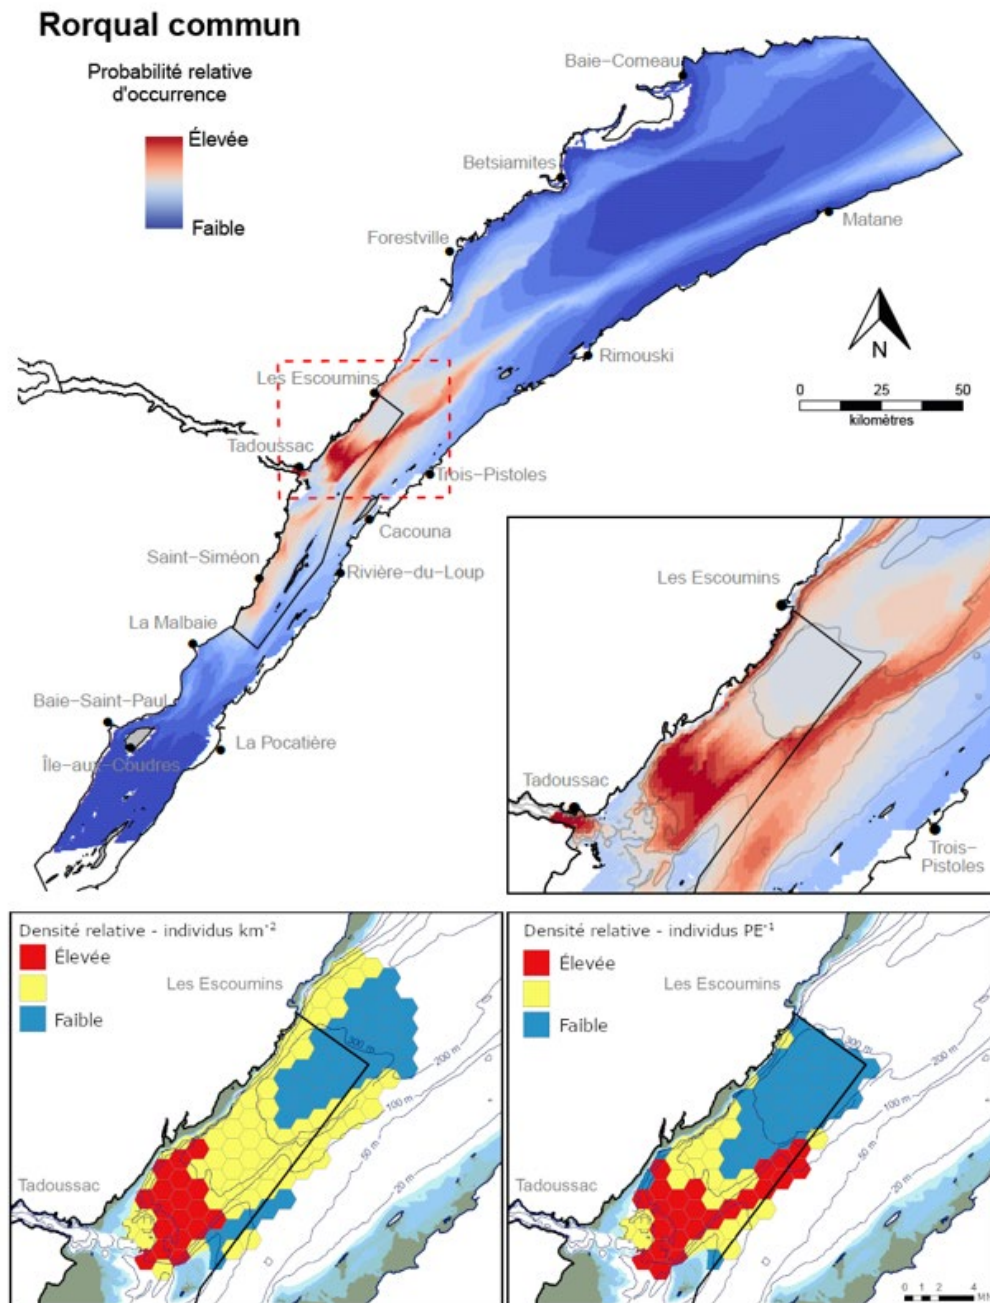 Rorqual commun
Probabilité relative
d'occurrence
Élevée
Faible
Baie-Comeau
Betsiamites
Matane
Forestville
N
Rimouski
0 25 50
kilomètres
Les Escoumins
Tadoussac
Trois-Pistoles
Cacouna
Saint-Siméon
Rivière-du-Loup
La Malbaie
Baie-Saint-Paul
La Pocatière
Île-aux-Coudres
Les Escoumins
Tadoussac
Trois-
Pistoles
Densité relative - individus km⁻²
Élevée
Faible
Les Escoumins
300 m
200 m
100 m
50 m
20 m
Tadoussac
Densité relative - individus PE⁻¹
Élevée
Faible
Les Escoumins
300 m
200 m
100 m
50 m
20 m
Tadoussac
0 1 2 4